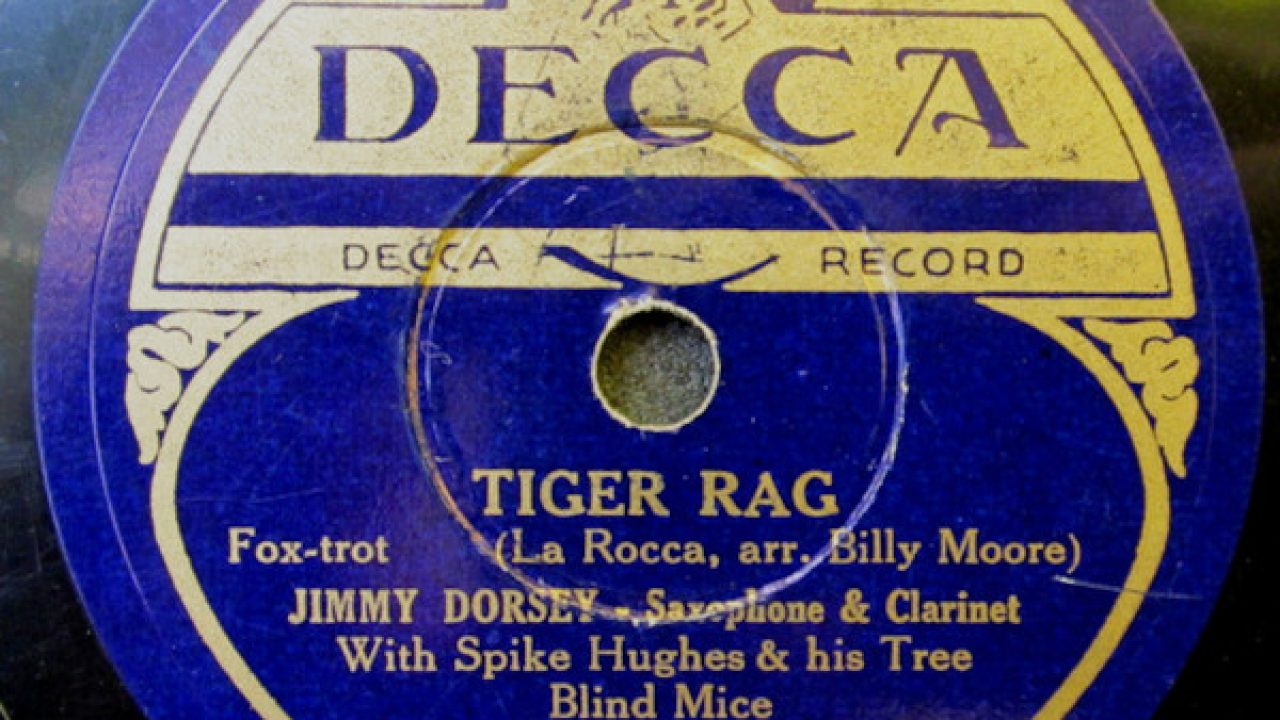 DECCA
DECCA RECORD
TIGER RAG
Fox-trot (La Rocca, arr. Billy Moore)
JIMMY DORSEY - Saxophone & Clarinet
With Spike Hughes & his Tree
Blind Mice